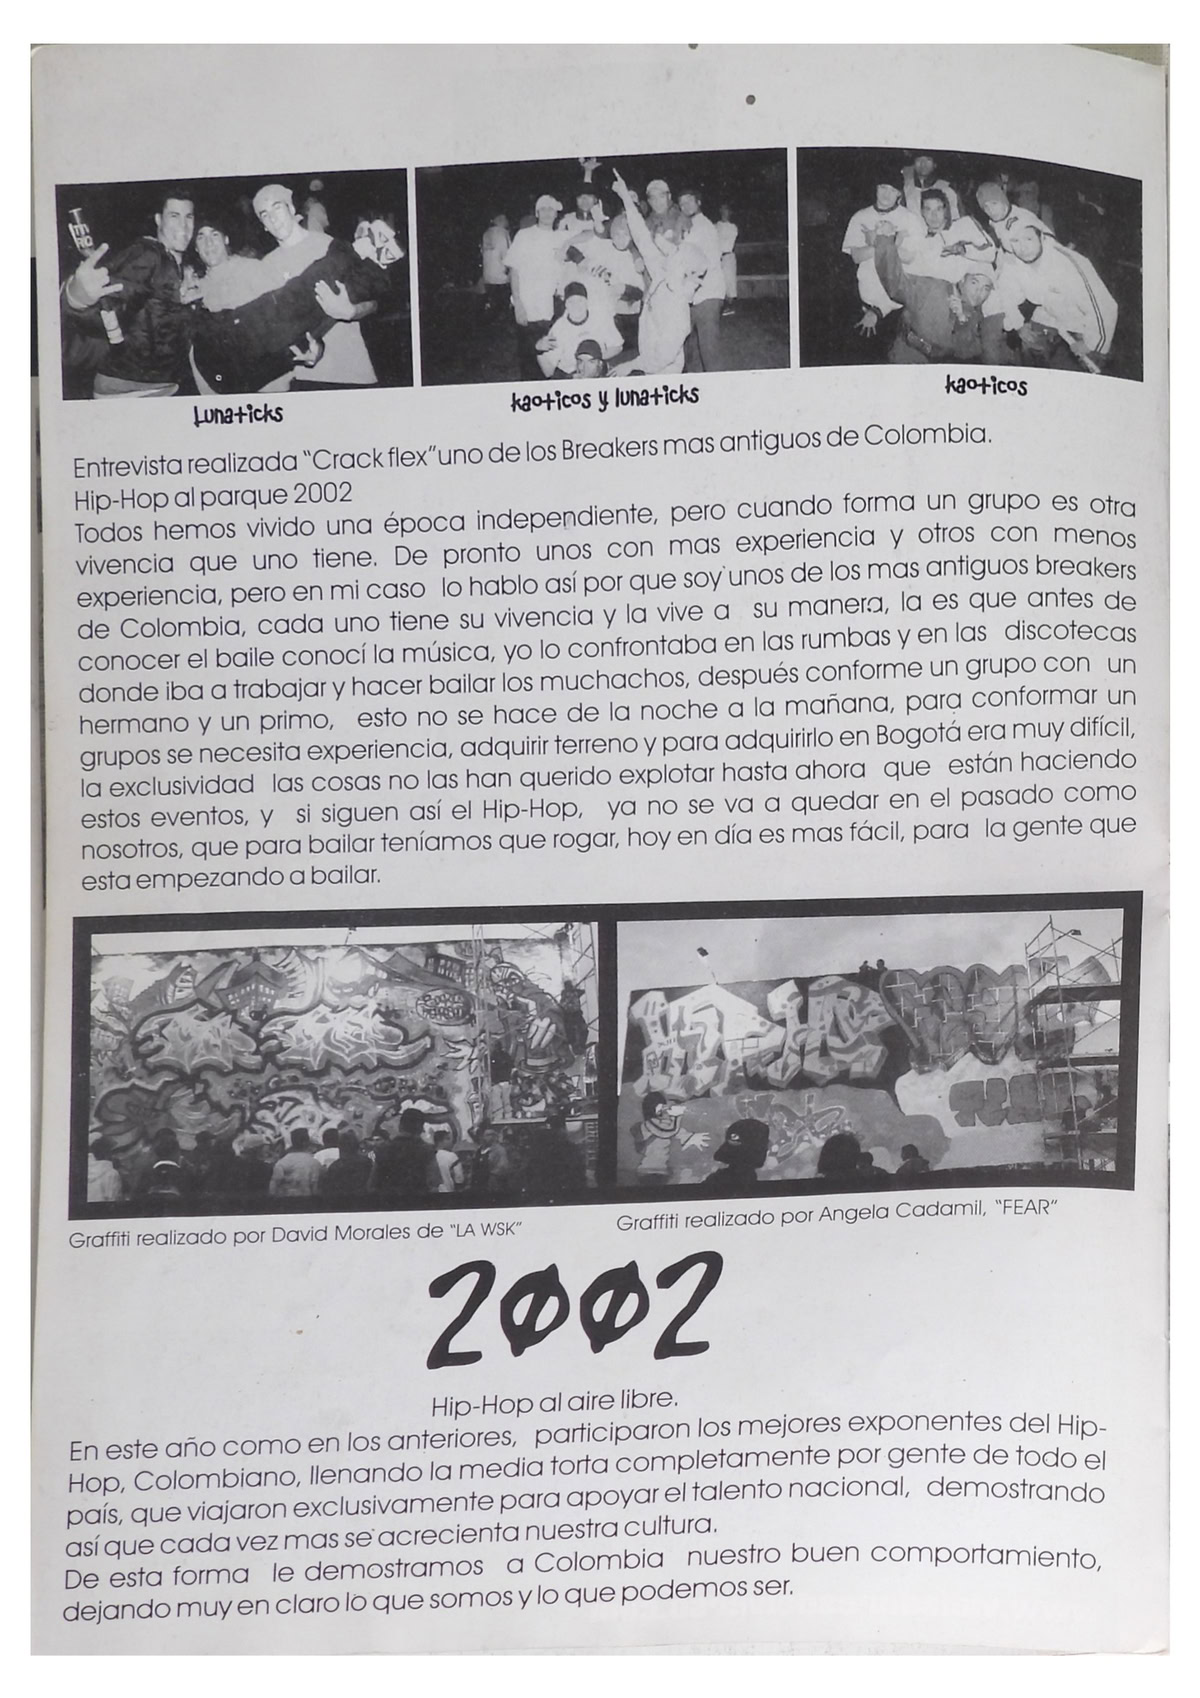 Lunaticks
kaoticos y lunaticks
kaoticos
Entrevista realizada "Crack flex"uno de los Breakers mas antiguos de Colombia.
Hip-Hop al parque 2002
Todos hemos vivido una época independiente, pero cuando forma un grupo es otra
vivencia que uno tiene. De pronto unos con mas experiencia y otros con menos
experiencia, pero en mi caso lo hablo así por que soy unos de los mas antiguos breakers
de Colombia, cada uno tiene su vivencia y la vive a su manera, la es que antes de
conocer el baile conocí la música, yo lo confrontaba en las rumbas y en las discotecas
donde iba a trabajar y hacer bailar los muchachos, después conforme un grupo con un
hermano y un primo, esto no se hace de la noche a la mañana, para conformar un
grupos se necesita experiencia, adquirir terreno y para adquirirlo en Bogotá era muy difícil,
la exclusividad las cosas no las han querido explotar hasta ahora que están haciendo
estos eventos, y si siguen así el Hip-Hop, ya no se va a quedar en el pasado como
nosotros, que para bailar teníamos que rogar, hoy en día es mas fácil, para la gente que
esta empezando a bailar.
Graffiti realizado por David Morales de "LA WSK"
Graffiti realizado por Angela Cadamil, "FEAR"
2002
Hip-Hop al aire libre.
En este año como en los anteriores, participaron los mejores exponentes del Hip-
Hop, Colombiano, llenando la media torta completamente por gente de todo el
país, que viajaron exclusivamente para apoyar el talento nacional, demostrando
así que cada vez mas se acrecienta nuestra cultura.
De esta forma le demostramos a Colombia nuestro buen comportamiento,
dejando muy en claro lo que somos y lo que podemos ser.